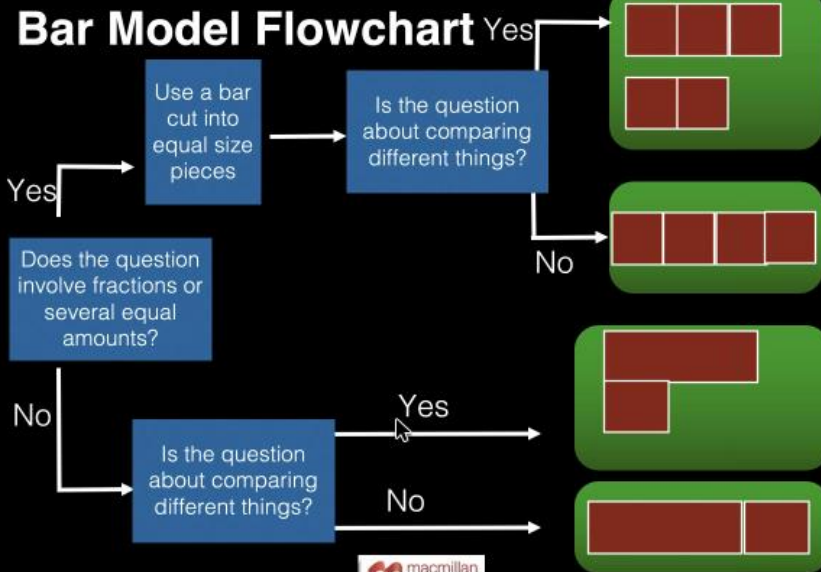 Bar Model Flowchart
Yes
Use a bar
cut into
equal size
pieces
Is the question
about comparing
different things?
Yes
No
Does the question
involve fractions or
several equal
amounts?
No
Yes
Is the question
about comparing
different things?
No
macmillan